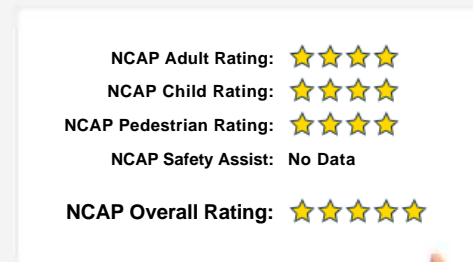 NCAP Adult Rating:
NCAP Child Rating:
NCAP Pedestrian Rating:
NCAP Safety Assist: No Data
NCAP Overall Rating: